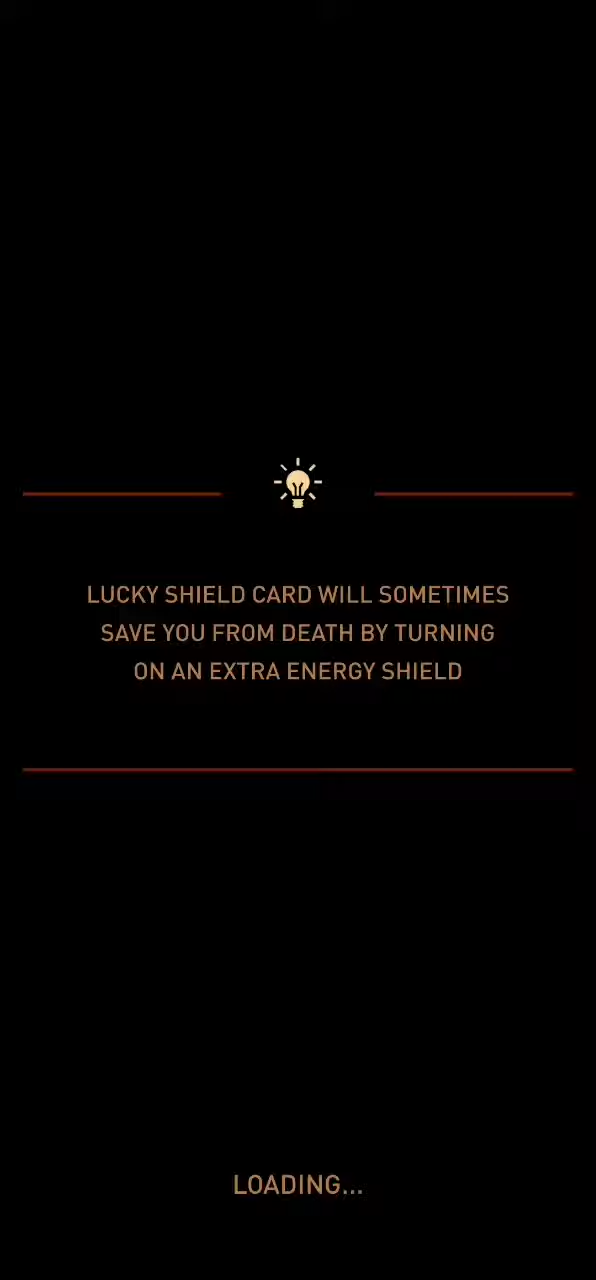 LUCKY SHIELD CARD WILL SOMETIMES
SAVE YOU FROM DEATH BY TURNING
ON AN EXTRA ENERGY SHIELD
LOADING...